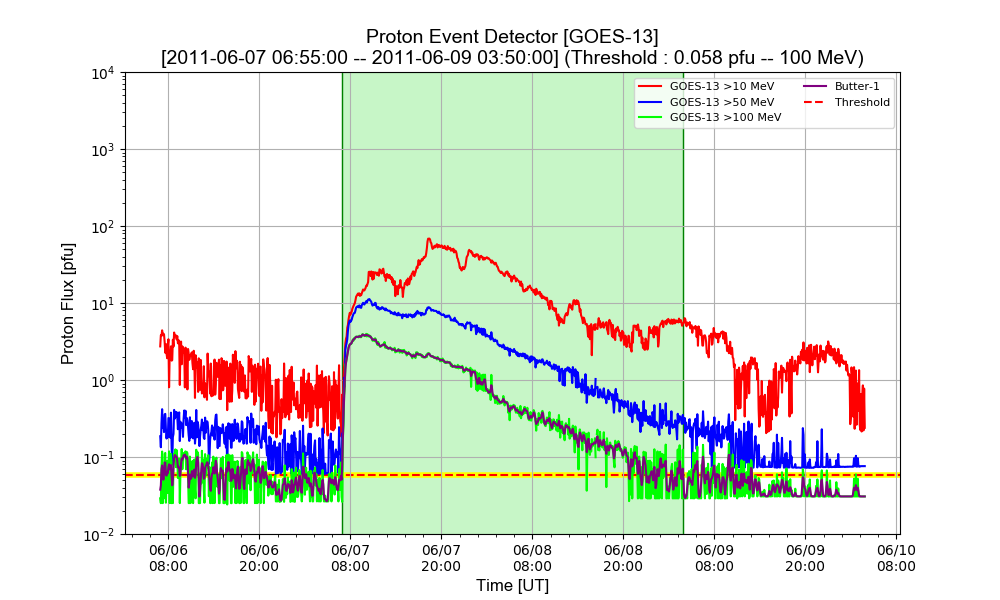 Proton Event Detector [GOES-13]
[2011-06-07 06:55:00 -- 2011-06-09 03:50:00] (Threshold : 0.058 pfu -- 100 MeV)
GOES-13 >10 MeV
GOES-13 >50 MeV
GOES-13 >100 MeV
Butter-1
Threshold
Proton Flux [pfu]
10^4
10^3
10^2
10^1
10^0
10^-1
10^-2
06/06 06/06 06/07 06/07 06/08 06/08 06/09 06/09 06/10
08:00 20:00 08:00 20:00 08:00 20:00 08:00 20:00 08:00
Time [UT]